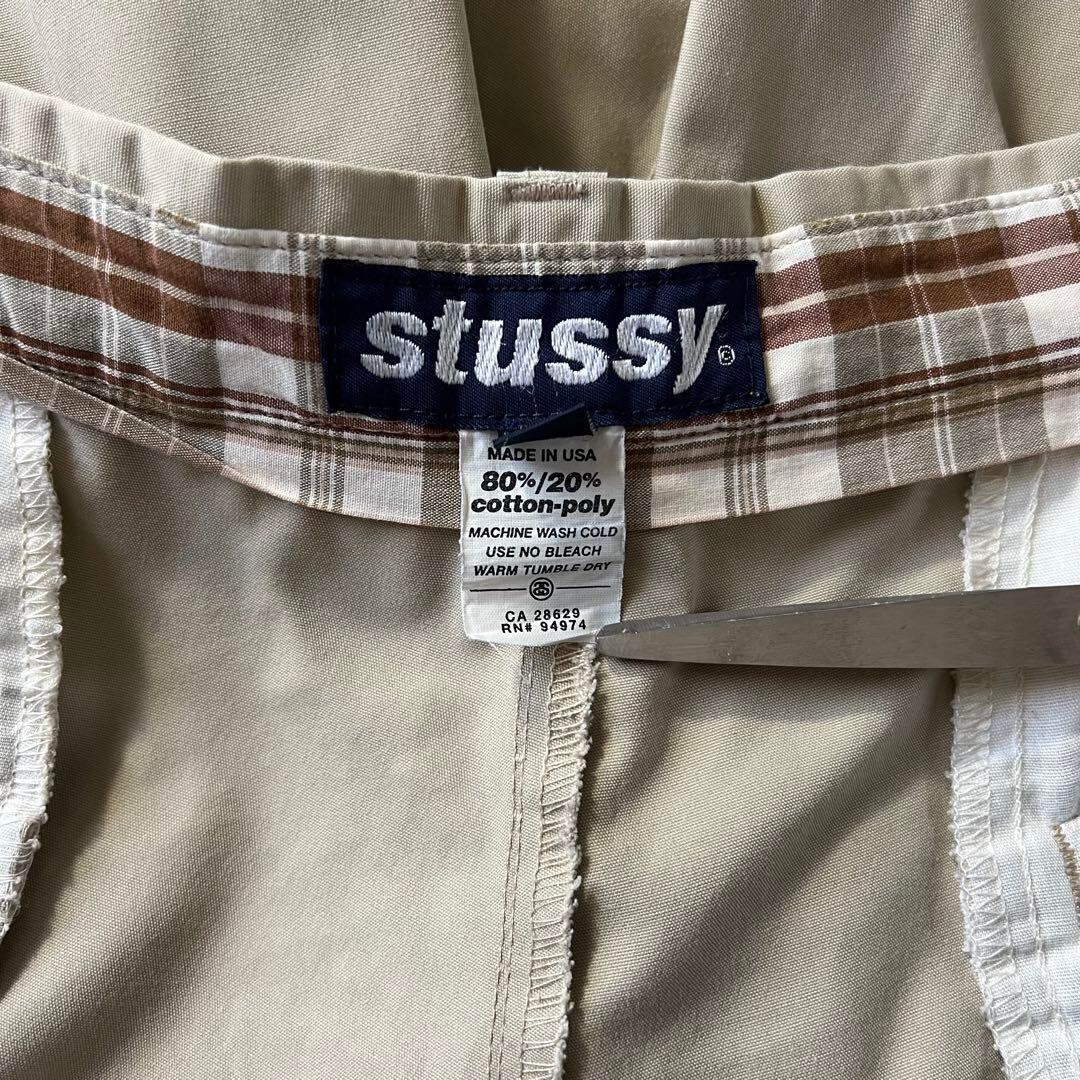 stussy©
MADE IN USA
80%/20%
cotton-poly
MACHINE WASH COLD
USE NO BLEACH
WARM TUMBLE DRY
CA 28629
RN# 94974